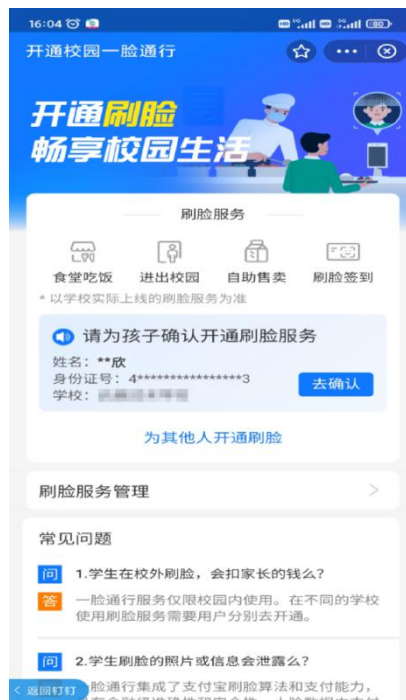 16:04
开通校园一脸通行
开通刷脸
畅享校园生活
刷脸服务
食堂吃饭 进出校园 自助售卖 刷脸签到
* 以学校实际上线的刷脸服务为准
请为孩子确认开通刷脸服务
姓名：**欣
身份证号：4****************3
去确认
学校：
为其他人开通刷脸
刷脸服务管理
常见问题
问 1.学生在校外刷脸，会扣家长的钱么？
答 一脸通行服务仅限校园内使用。在不同的学校
使用刷脸服务需要用户分别去开通。
问 2.学生刷脸的照片或信息会泄露么？
返回钉钉
脸通行集成了支付宝刷脸算法和支付能力，